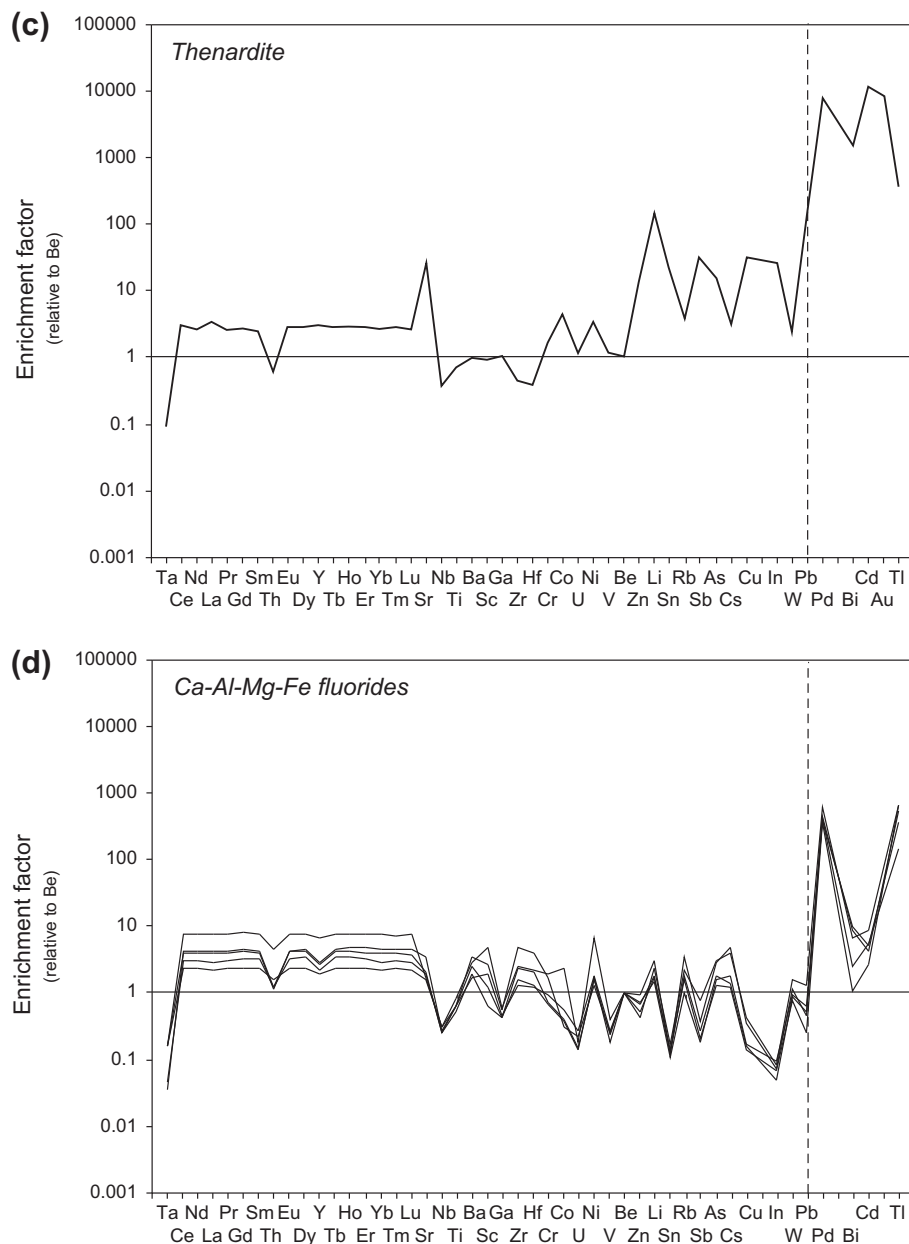 (c)
Thenardite
100000
10000
1000
100
10
1
0.1
0.01
0.001
Enrichment factor
(relative to Be)
Ta Nd Pr Sm Eu Y Ho Yb Lu Nb Ba Ga Hf Co Ni Be Li Rb As Cu In Pb Cd Tl
Ce La Gd Th Dy Tb Er Tm Sr Ti Sc Zr Cr U V Zn Sn Sb Cs W Pd Bi Au
(d)
Ca-Al-Mg-Fe fluorides
100000
10000
1000
100
10
1
0.1
0.01
0.001
Enrichment factor
(relative to Be)
Ta Nd Pr Sm Eu Y Ho Yb Lu Nb Ba Ga Hf Co Ni Be Li Rb As Cu In Pb Cd Tl
Ce La Gd Th Dy Tb Er Tm Sr Ti Sc Zr Cr U V Zn Sn Sb Cs W Pd Bi